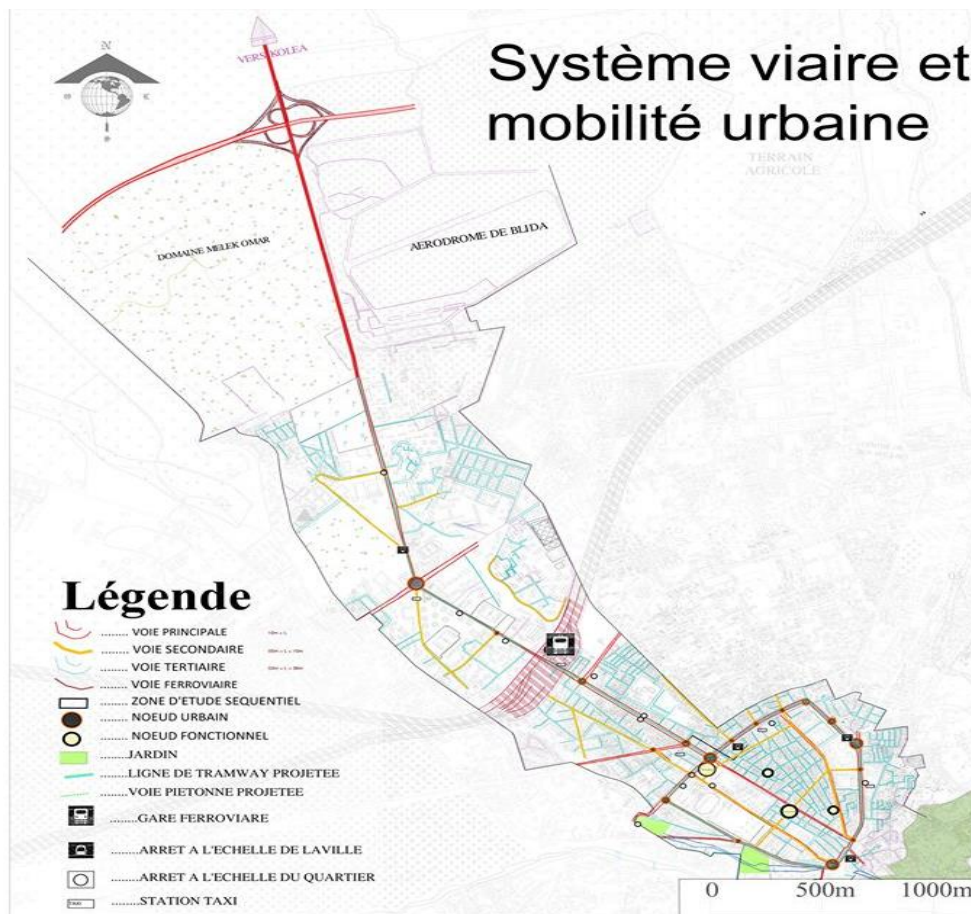 Système viaire et
mobilité urbaine
N
VERS KOLEA
TERRAIN
AGRICOLE
DOMAINE MELEK OMAR
AERODROME DE BLIDA
Légende
........ VOIE PRINCIPALE
........ VOIE SECONDAIRE
........ VOIE TERTIAIRE
........ VOIE FERROVIAIRE
........ ZONE D'ETUDE SEQUENTIEL
........ NOEUD URBAIN
........ NOEUD FONCTIONNEL
........JARDIN
........LIGNE DE TRAMWAY PROJETEE
........VOIE PIETONNE PROJETEE
........GARE FERROVIARE
........ARRET A L'ECHELLE DE LAVILLE
........ARRET A L'ECHELLE DU QUARTIER
TAXI ........STATION TAXI
0 500m 1000m